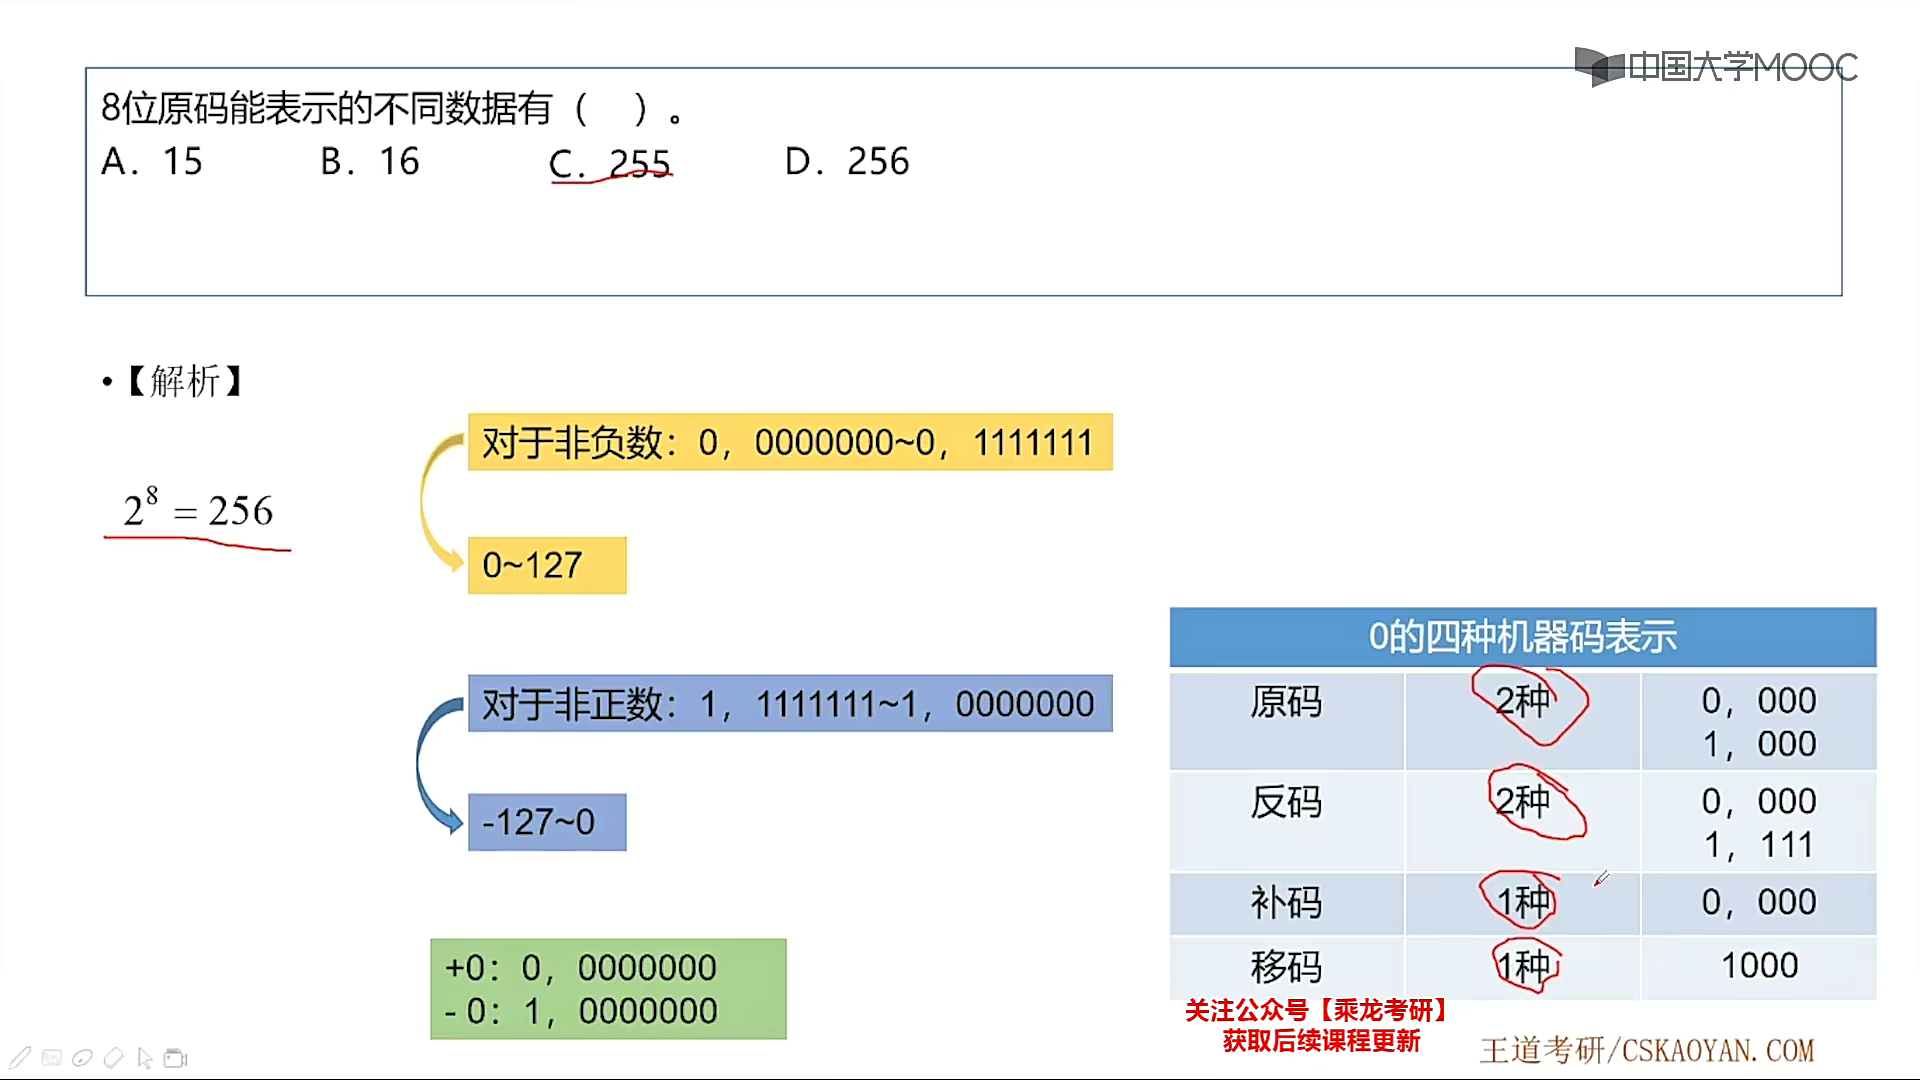 中国大学MOOC
8位原码能表示的不同数据有（ ）。
A. 15 B. 16 C. 255 D. 256
•【解析】
对于非负数：0，0000000~0，1111111
2⁸ = 256
0~127
对于非正数：1，1111111~1，0000000
-127~0
+0：0，0000000
- 0：1，0000000
0的四种机器码表示
原码 2种 0，000
1，000
反码 2种 0，000
1，111
补码 1种 0，000
移码 1种 1000
关注公众号【乘龙考研】
获取后续课程更新
王道考研/CSKAOYAN.COM